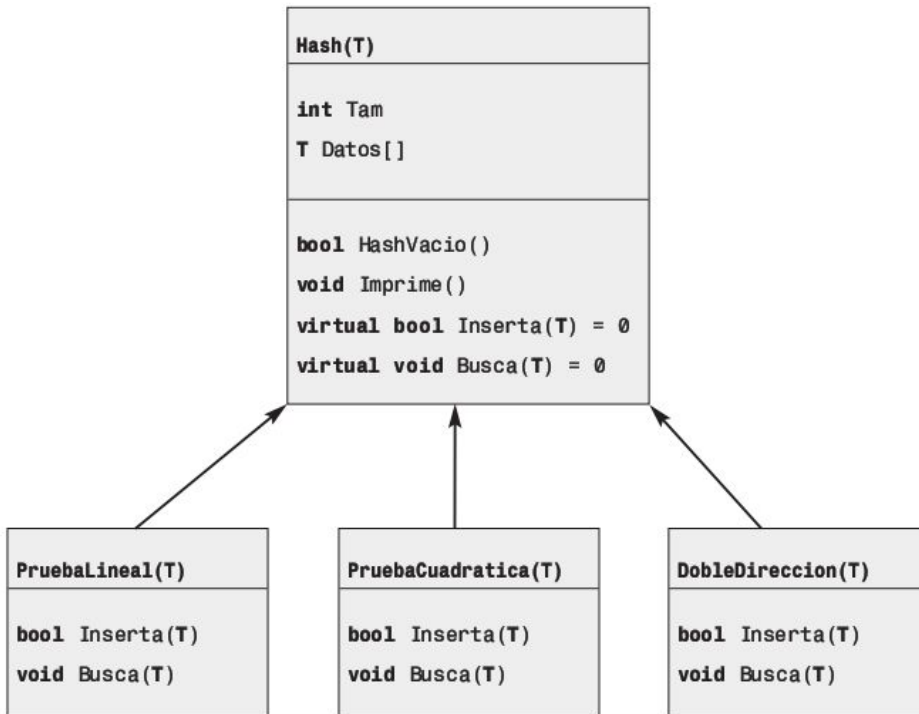 Hash(T)
int Tam
T Datos[]
bool HashVacio()
void Imprime()
virtual bool Inserta(T) = 0
virtual void Busca(T) = 0
PruebaLineal(T)
bool Inserta(T)
void Busca(T)
PruebaCuadratica(T)
bool Inserta(T)
void Busca(T)
DobleDireccion(T)
bool Inserta(T)
void Busca(T)